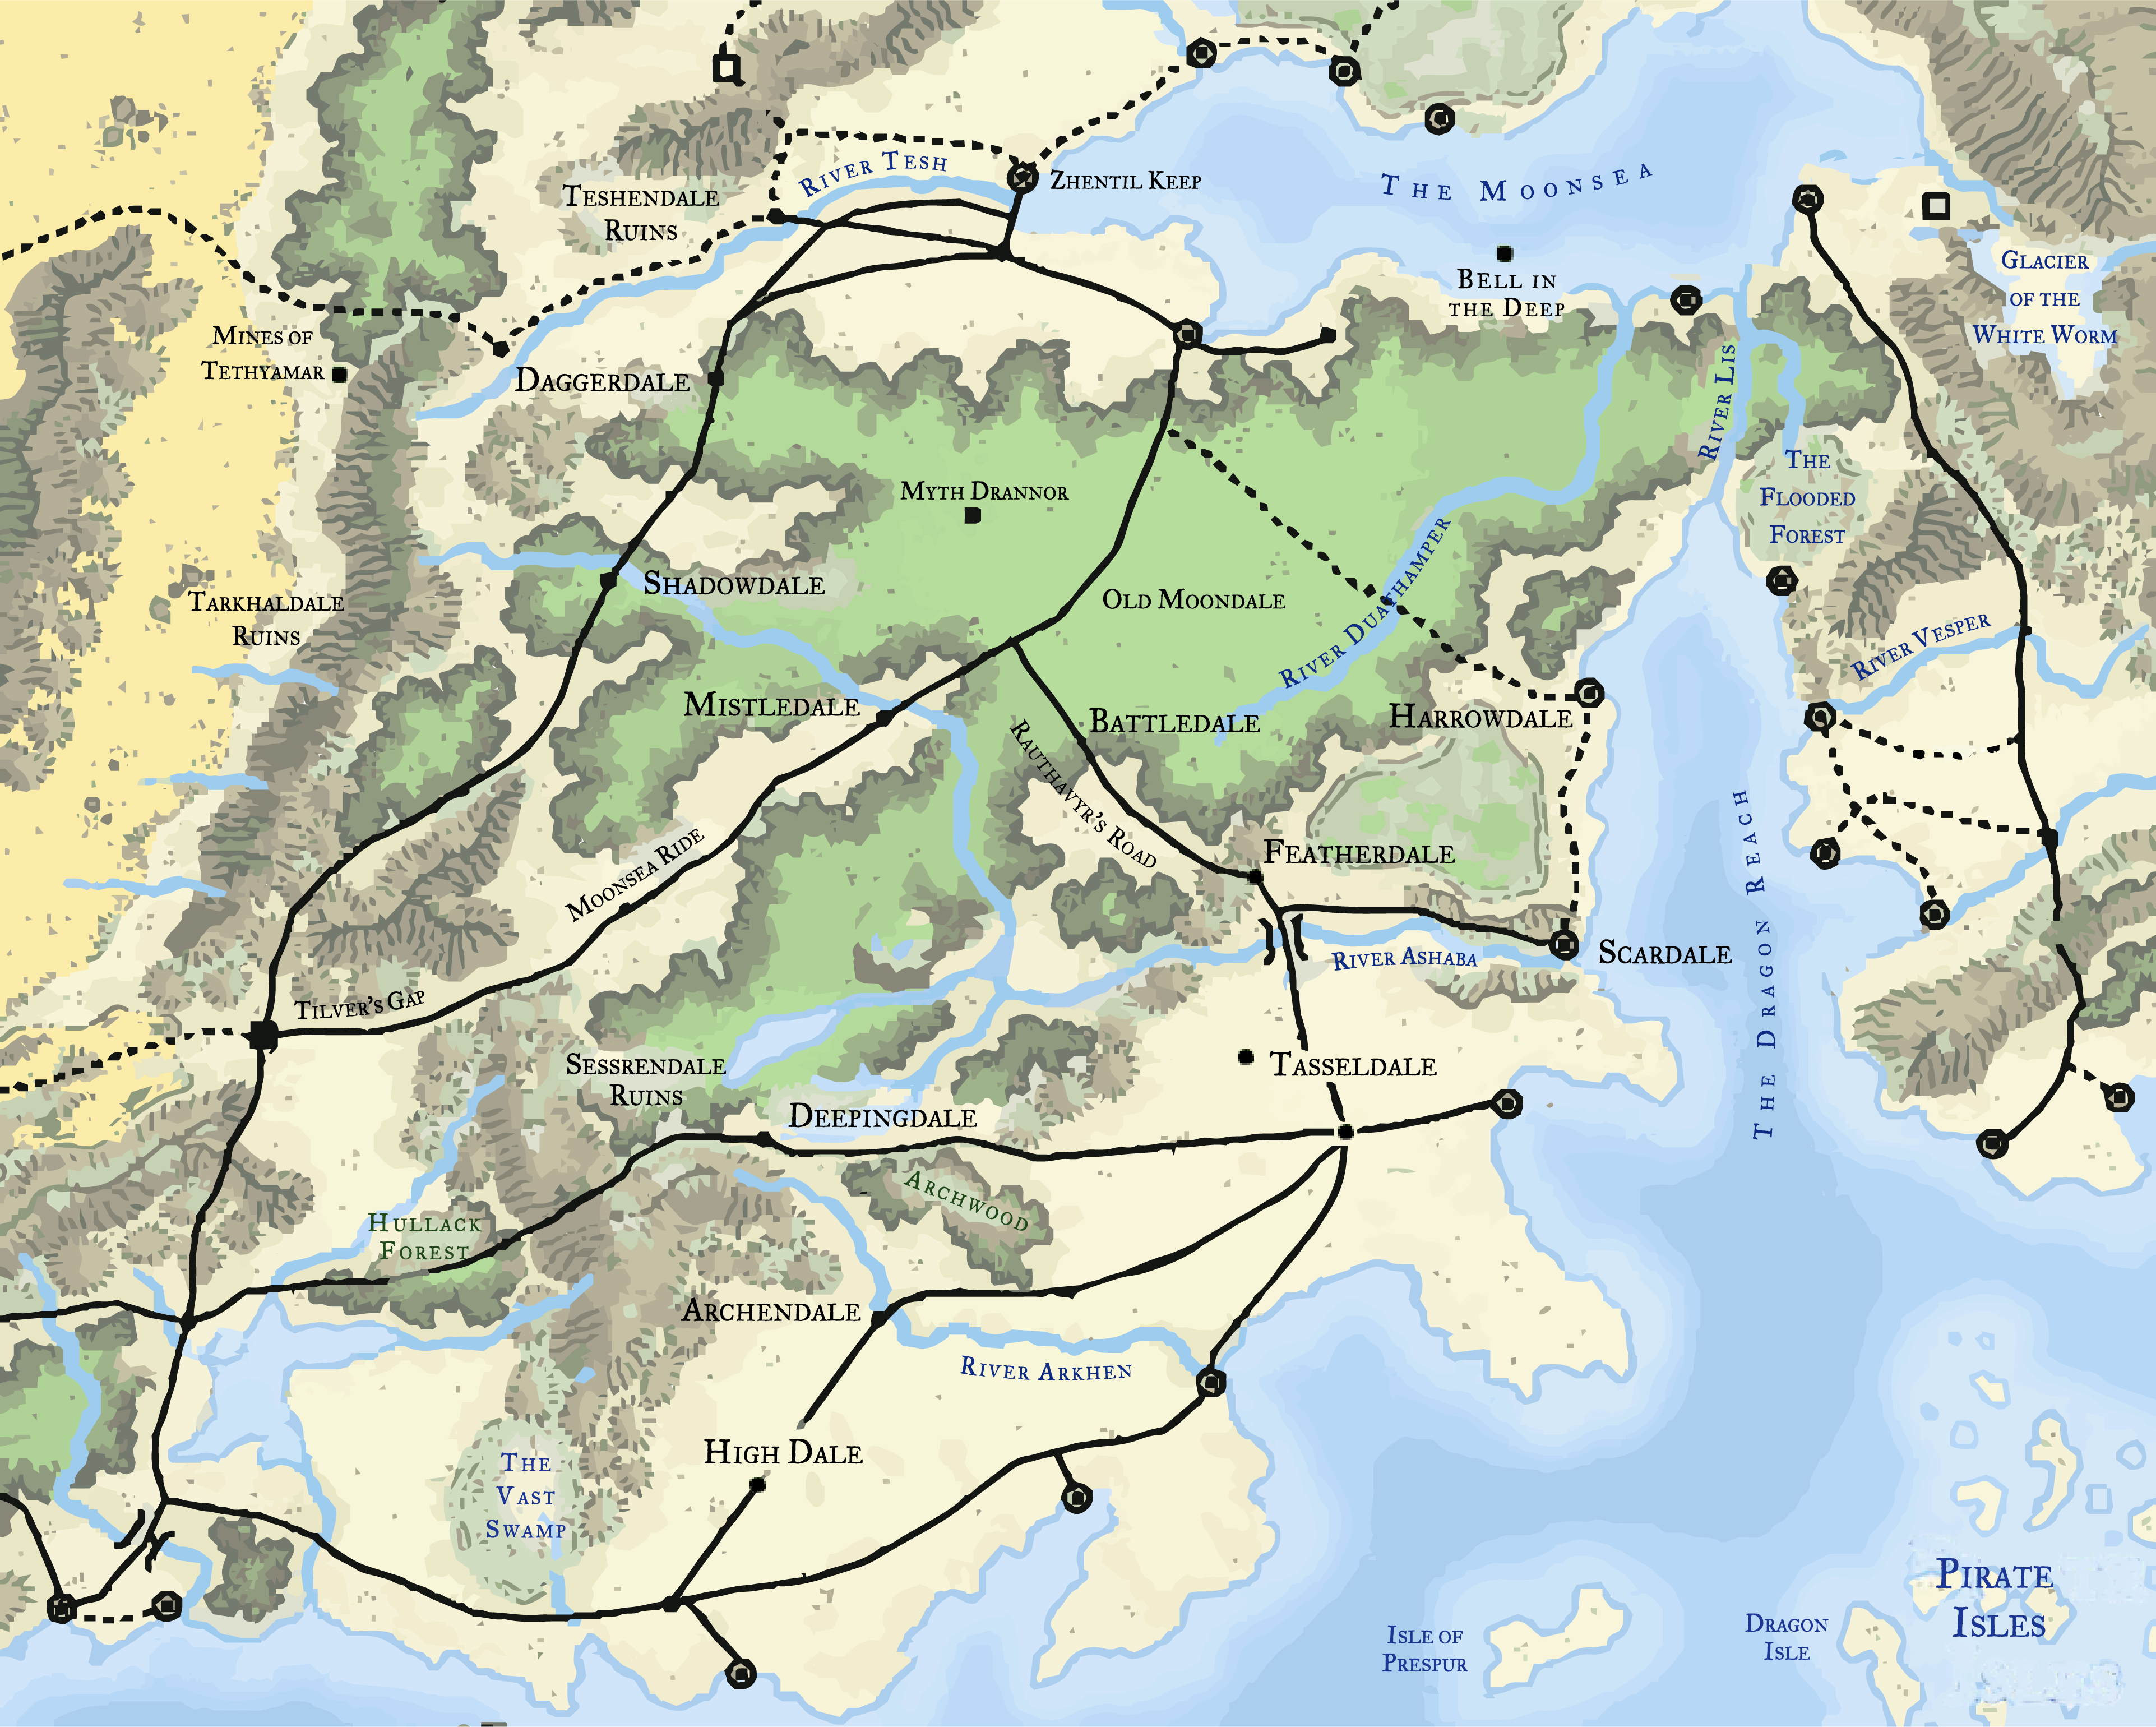 River Tesh
Zhentil Keep
The Moonsea
Teshendale
Ruins
Bell in
the Deep
Glacier
of the
White Worm
Mines of
Tethyamar
Daggerdale
River Lis
The
Flooded
Forest
Myth Drannor
Shadowdale
Old Moondale
River Duathamper
Tarkhaldale
Ruins
River Vesper
Mistledale
Battledale
Harrowdale
Rauthavyr's Road
Moonsea Ride
Featherdale
The Dragon Reach
River Ashaba
Scardale
Tilver's Gap
Sessrendale
Ruins
Tasseldale
Deepingdale
Archwood
Hullack
Forest
Archendale
River Arkhen
High Dale
The
Vast
Swamp
Pirate
Isles
Isle of
Prespur
Dragon
Isle